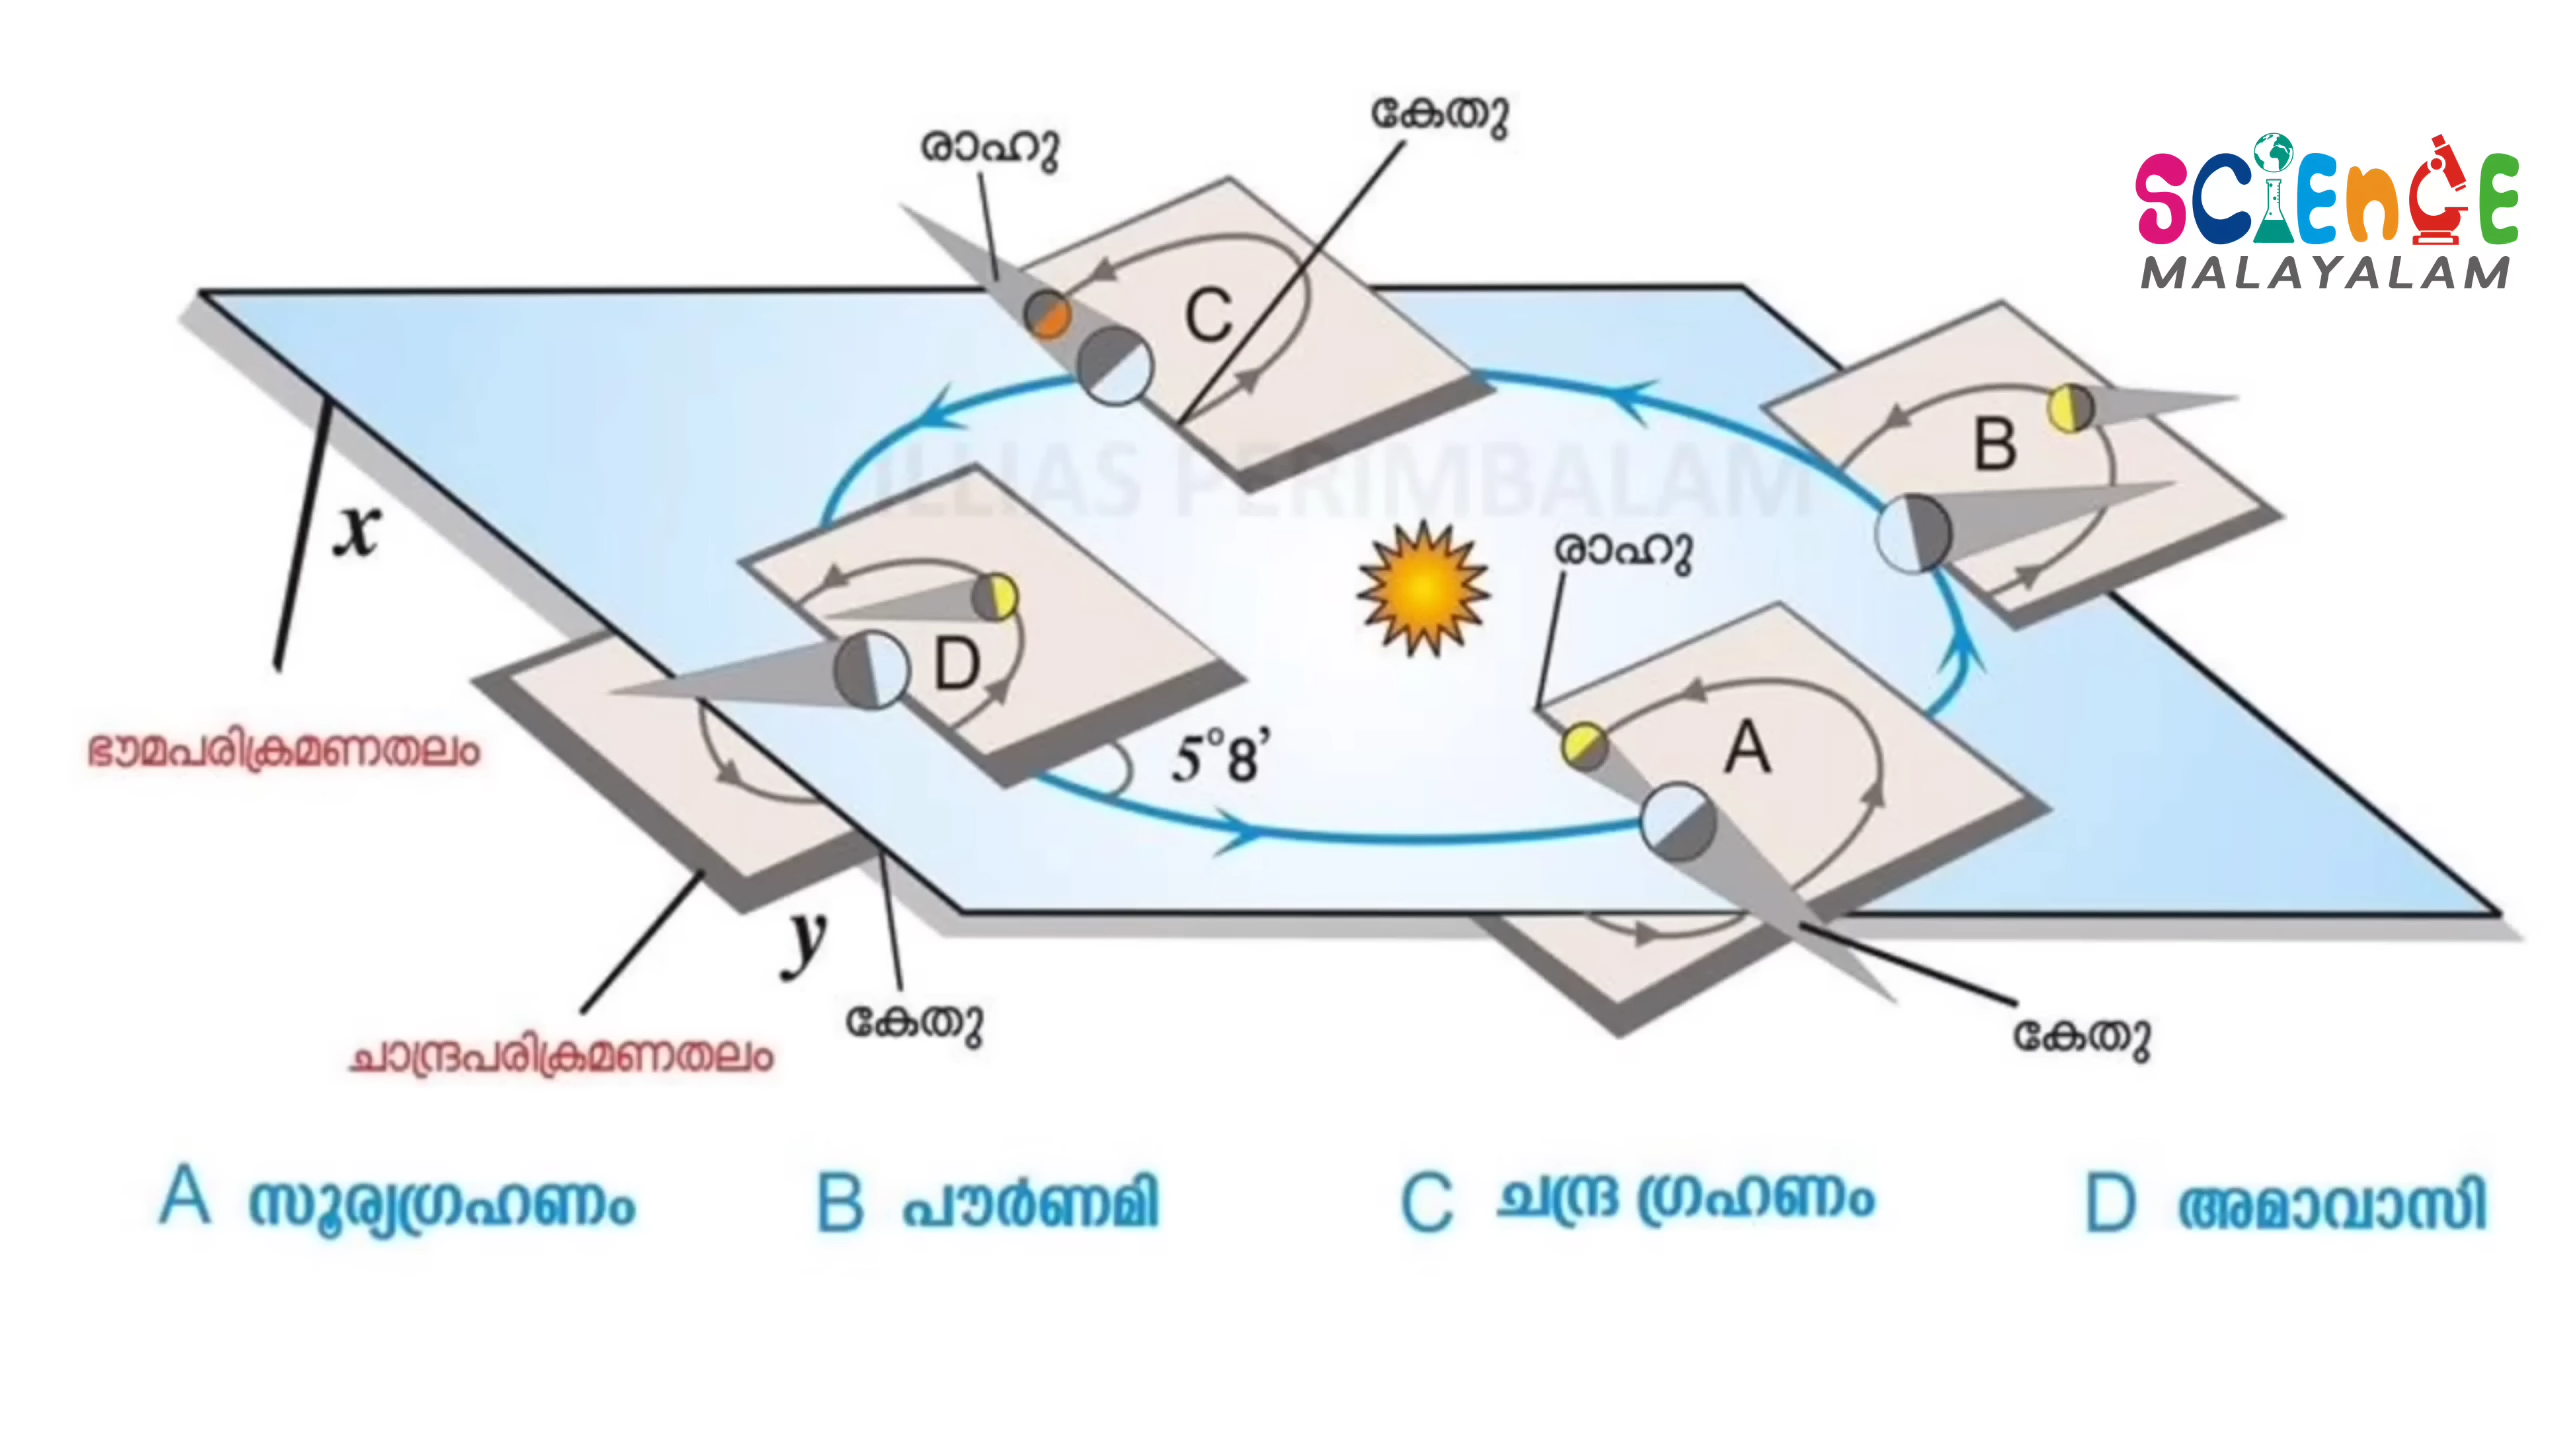 കേതു
രാഹു
SCIENCE
MALAYALAM
C
B
ILLIAS PERIMBALAM
x
രാഹു
D
A
5°8’
ഭൗമപരിക്രമണതലം
y
കേതു
കേതു
ചാന്ദ്രപരിക്രമണതലം
A സൂര്യഗ്രഹണം
B പൗർണമി
C ചന്ദ്ര ഗ്രഹണം
D അമാവാസി